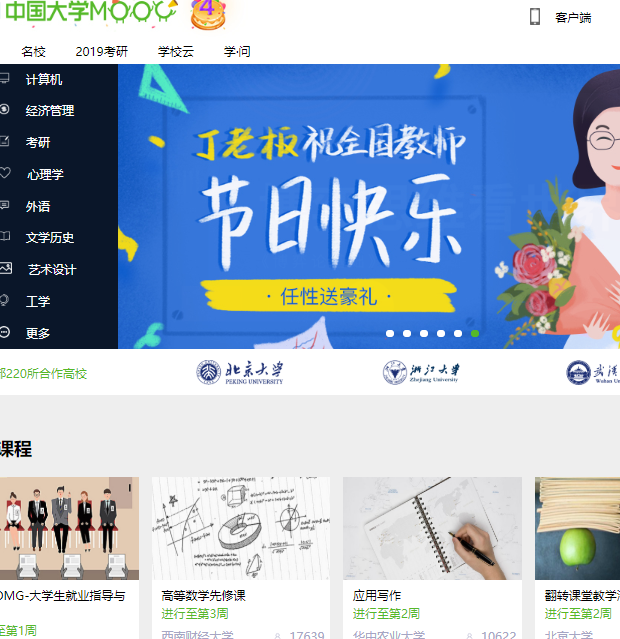 中国大学MOOC
4
客户端
名校 2019考研 学校云 学·问
计算机
经济管理
考研
心理学
外语
文学历史
艺术设计
工学
更多
丁老板祝全国教师
节日快乐
· 任性送豪礼 ·
部220所合作高校
北京大学
PEKING UNIVERSITY
浙江大学
Zhejiang University
武汉
Wuhan Un
课程
OMG-大学生就业指导与
至第1周
高等数学先修课
进行至第3周
西南财经大学 17639
应用写作
进行至第2周
华中农业大学 10622
翻转课堂教学
进行至第2周
北京大学